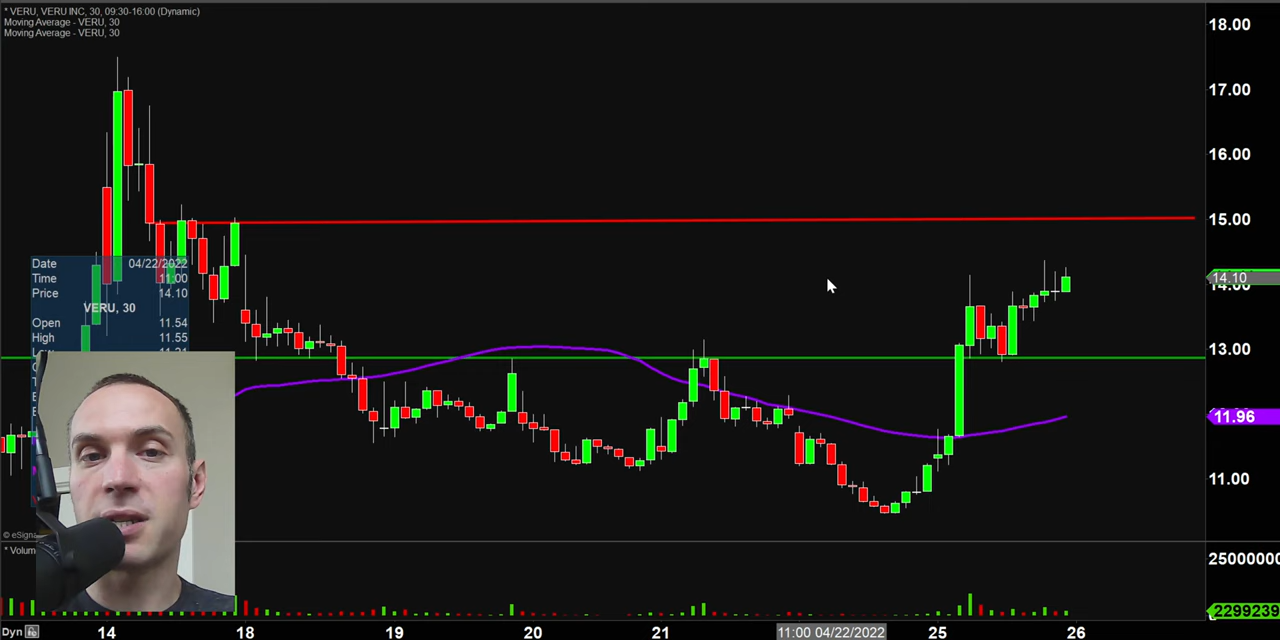 * VERU, VERU INC, 30, 09:30-16:00 (Dynamic)
Moving Average - VERU, 30
Moving Average - VERU, 30
18.00
17.00
16.00
15.00
14.10
14.00
13.00
11.96
11.00
Date 04/22/2022
Time 11:00
Price 14.10
VERU, 30
Open 11.54
High 11.55
© eSigna
* Volum
25000000
2299239
Dyn 14 18 19 20 21 11:00 04/22/2022 25 26